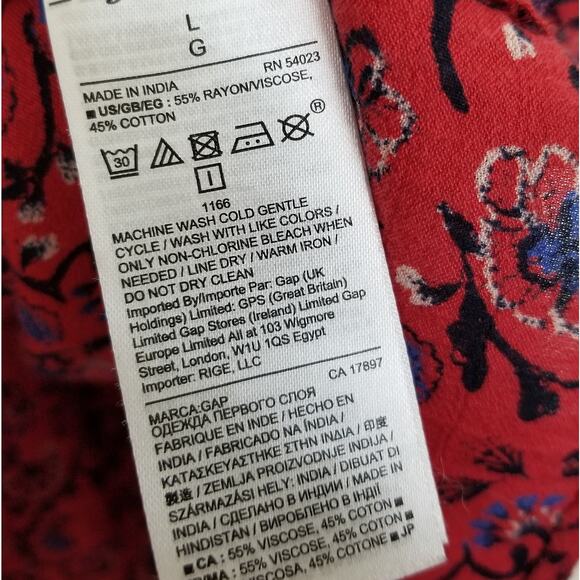 L
G
RN 54023
MADE IN INDIA
■ US/GB/EG : 55% RAYON/VISCOSE,
45% COTTON
30
®
1166
MACHINE WASH COLD GENTLE
CYCLE / WASH WITH LIKE COLORS /
ONLY NON-CHLORINE BLEACH WHEN
NEEDED / LINE DRY / WARM IRON /
DO NOT DRY CLEAN
Imported By/Importe Par: Gap (UK
Holdings) Limited: GPS (Great Britain)
Limited Gap Stores (Ireland) Limited Gap
Europe Limited All at 103 Wigmore
Street, London, W1U 1QS Egypt
Importer: RIGE, LLC
CA 17897
MARCA:GAP
ОДЕЖДА ПЕРВОГО СЛОЯ
FABRIQUE EN INDE / HECHO EN
INDIA / FABRICADO NA ÍNDIA /
ΚΑΤΑΣΚΕΥΑΣΤΗΚΕ ΣΤΗΝ ΙΝΔΙΑ / 印度
製造 / ZEMLJA PROIZVODNJE INDIJA /
SZÁRMAZÁSI HELY: INDIA / DIBUAT DI
INDIA / СДЕЛАНО В ИНДИИ / MADE IN
HINDISTAN / ВИРОБЛЕНО В ІНДІЇ
■ CA : 55% VISCOSE, 45% COTON ■
: 55% VISCOSE, 45% COTTON ■ JP
45% COTON